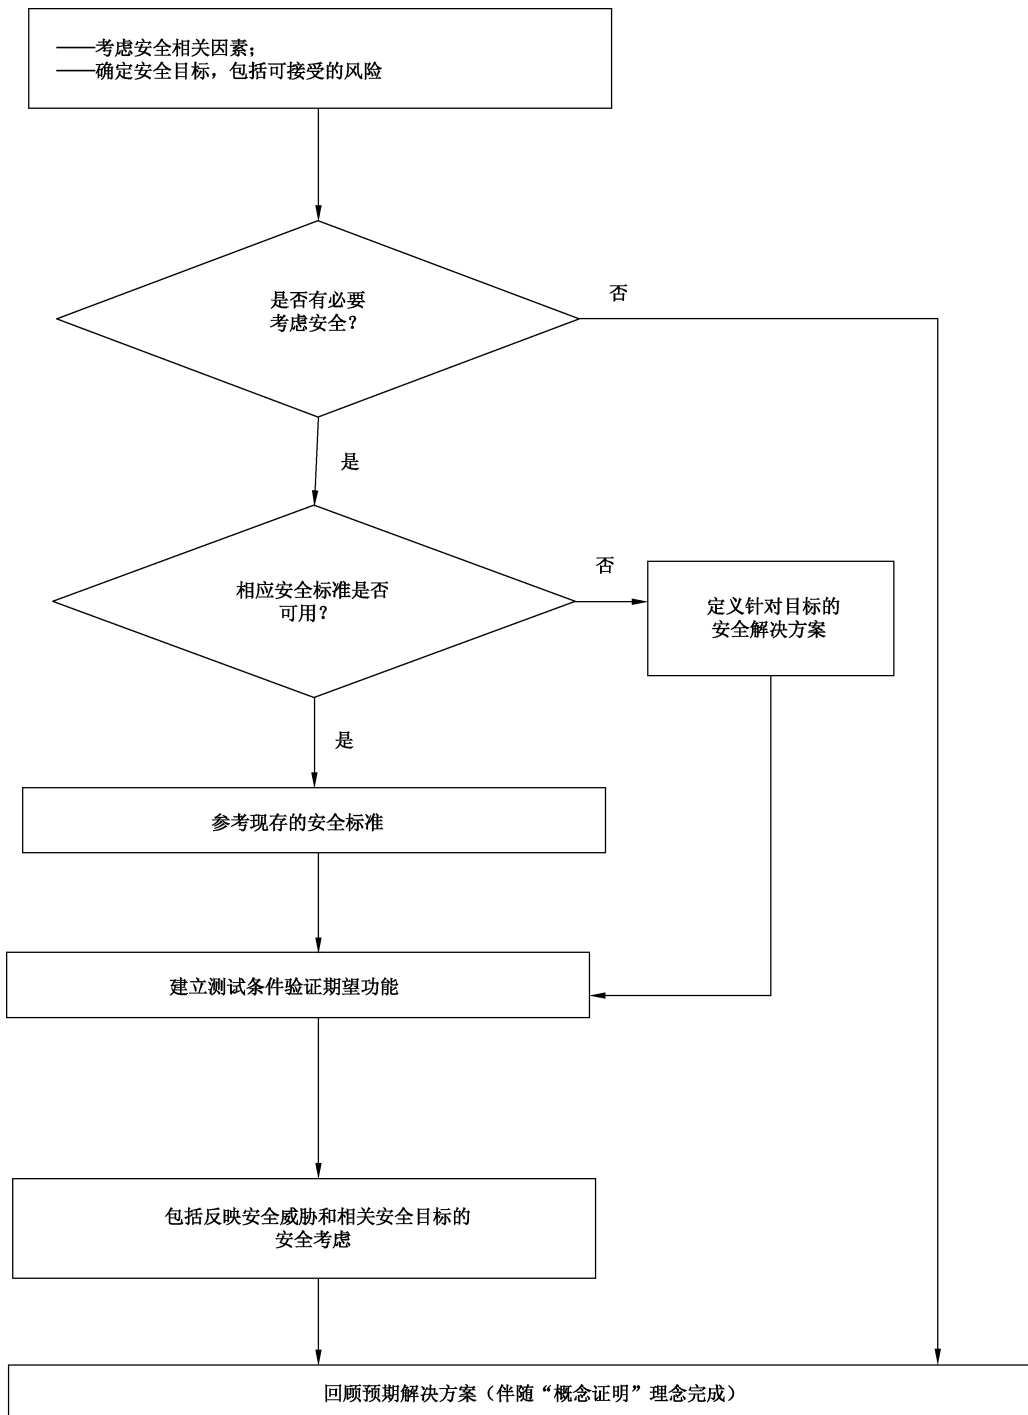 ——考虑安全相关因素；
——确定安全目标，包括可接受的风险
是否有必要
考虑安全？
否
是
相应安全标准是否
可用？
否
定义针对目标的
安全解决方案
是
参考现存的安全标准
建立测试条件验证期望功能
包括反映安全威胁和相关安全目标的
安全考虑
回顾预期解决方案（伴随“概念证明”理念完成）